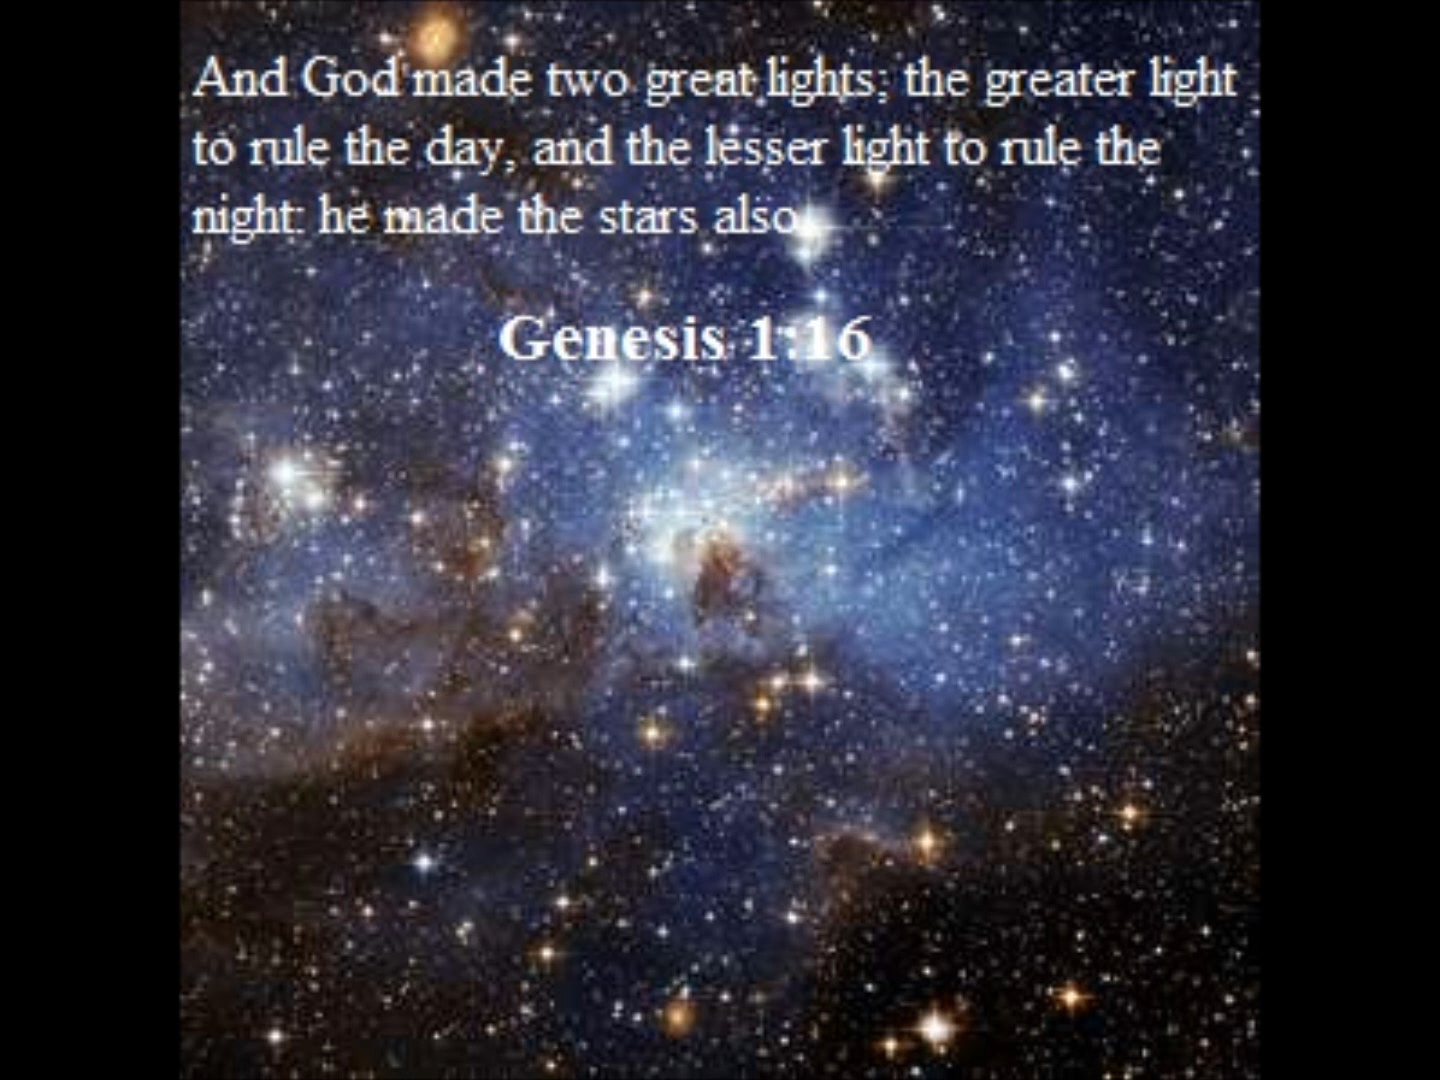 And God made two great lights; the greater light
to rule the day, and the lesser light to rule the
night: he made the stars also.
Genesis 1:16